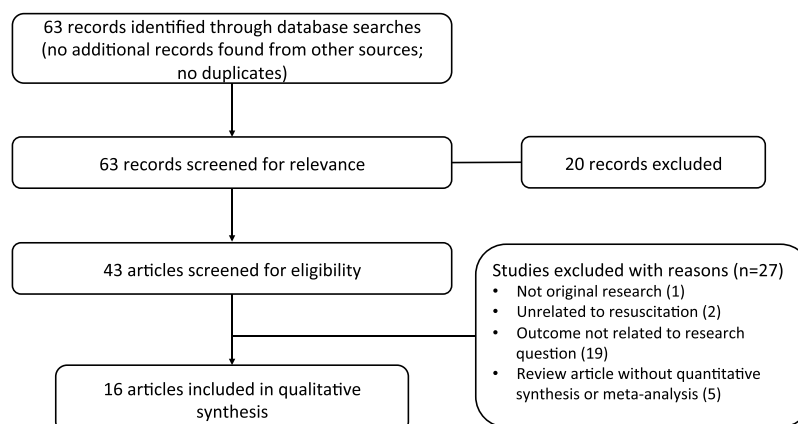 63 records identified through database searches
(no additional records found from other sources;
no duplicates)
63 records screened for relevance
20 records excluded
43 articles screened for eligibility
Studies excluded with reasons (n=27)
• Not original research (1)
• Unrelated to resuscitation (2)
• Outcome not related to research
question (19)
• Review article without quantitative
synthesis or meta-analysis (5)
16 articles included in qualitative
synthesis